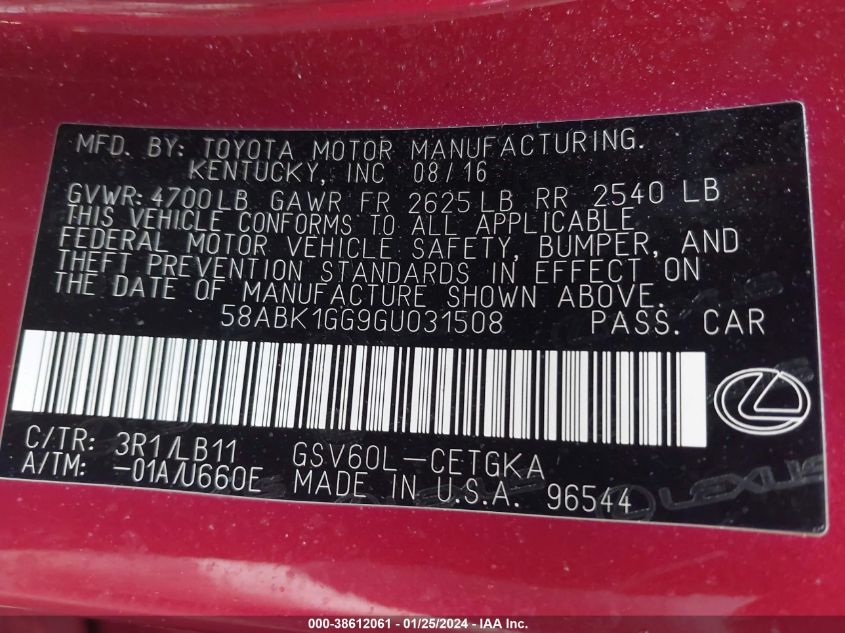 MFD. BY: TOYOTA MOTOR MANUFACTURING.
KENTUCKY, INC 08/16
GVWR: 4700LB GAWR FR 2625LB RR 2540 LB
THIS VEHICLE CONFORMS TO ALL APPLICABLE
FEDERAL MOTOR VEHICLE SAFETY, BUMPER, AND
THEFT PREVENTION STANDARDS IN EFFECT ON
THE DATE OF MANUFACTURE SHOWN ABOVE.
58ABK1GG9GU031508 PASS. CAR
C/TR: 3R1/LB11 GSV60L-CETGKA
A/TM: -01A/U660E MADE IN U.S.A. 96544
LEXUS
000-38612061 - 01/25/2024 - IAA Inc.